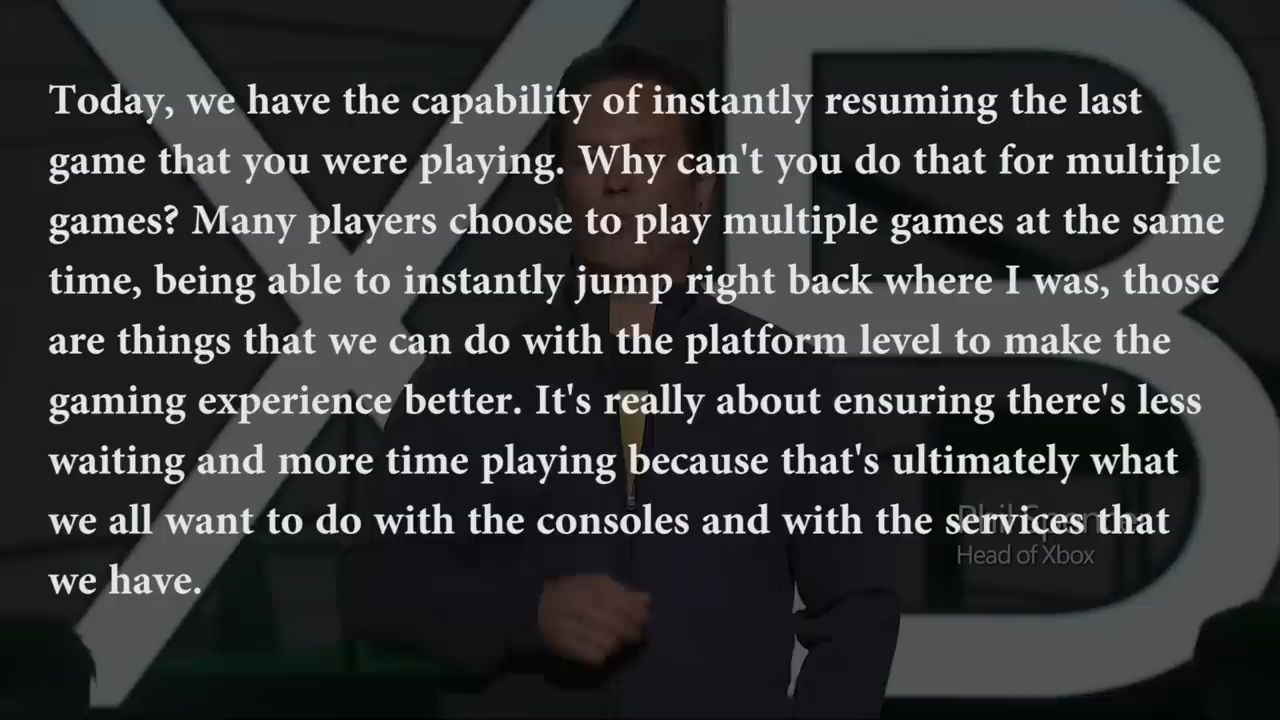 Today, we have the capability of instantly resuming the last
game that you were playing. Why can't you do that for multiple
games? Many players choose to play multiple games at the same
time, being able to instantly jump right back where I was, those
are things that we can do with the platform level to make the
gaming experience better. It's really about ensuring there's less
waiting and more time playing because that's ultimately what
we all want to do with the consoles and with the services that
we have.
Phil Spencer
Head of Xbox
XB